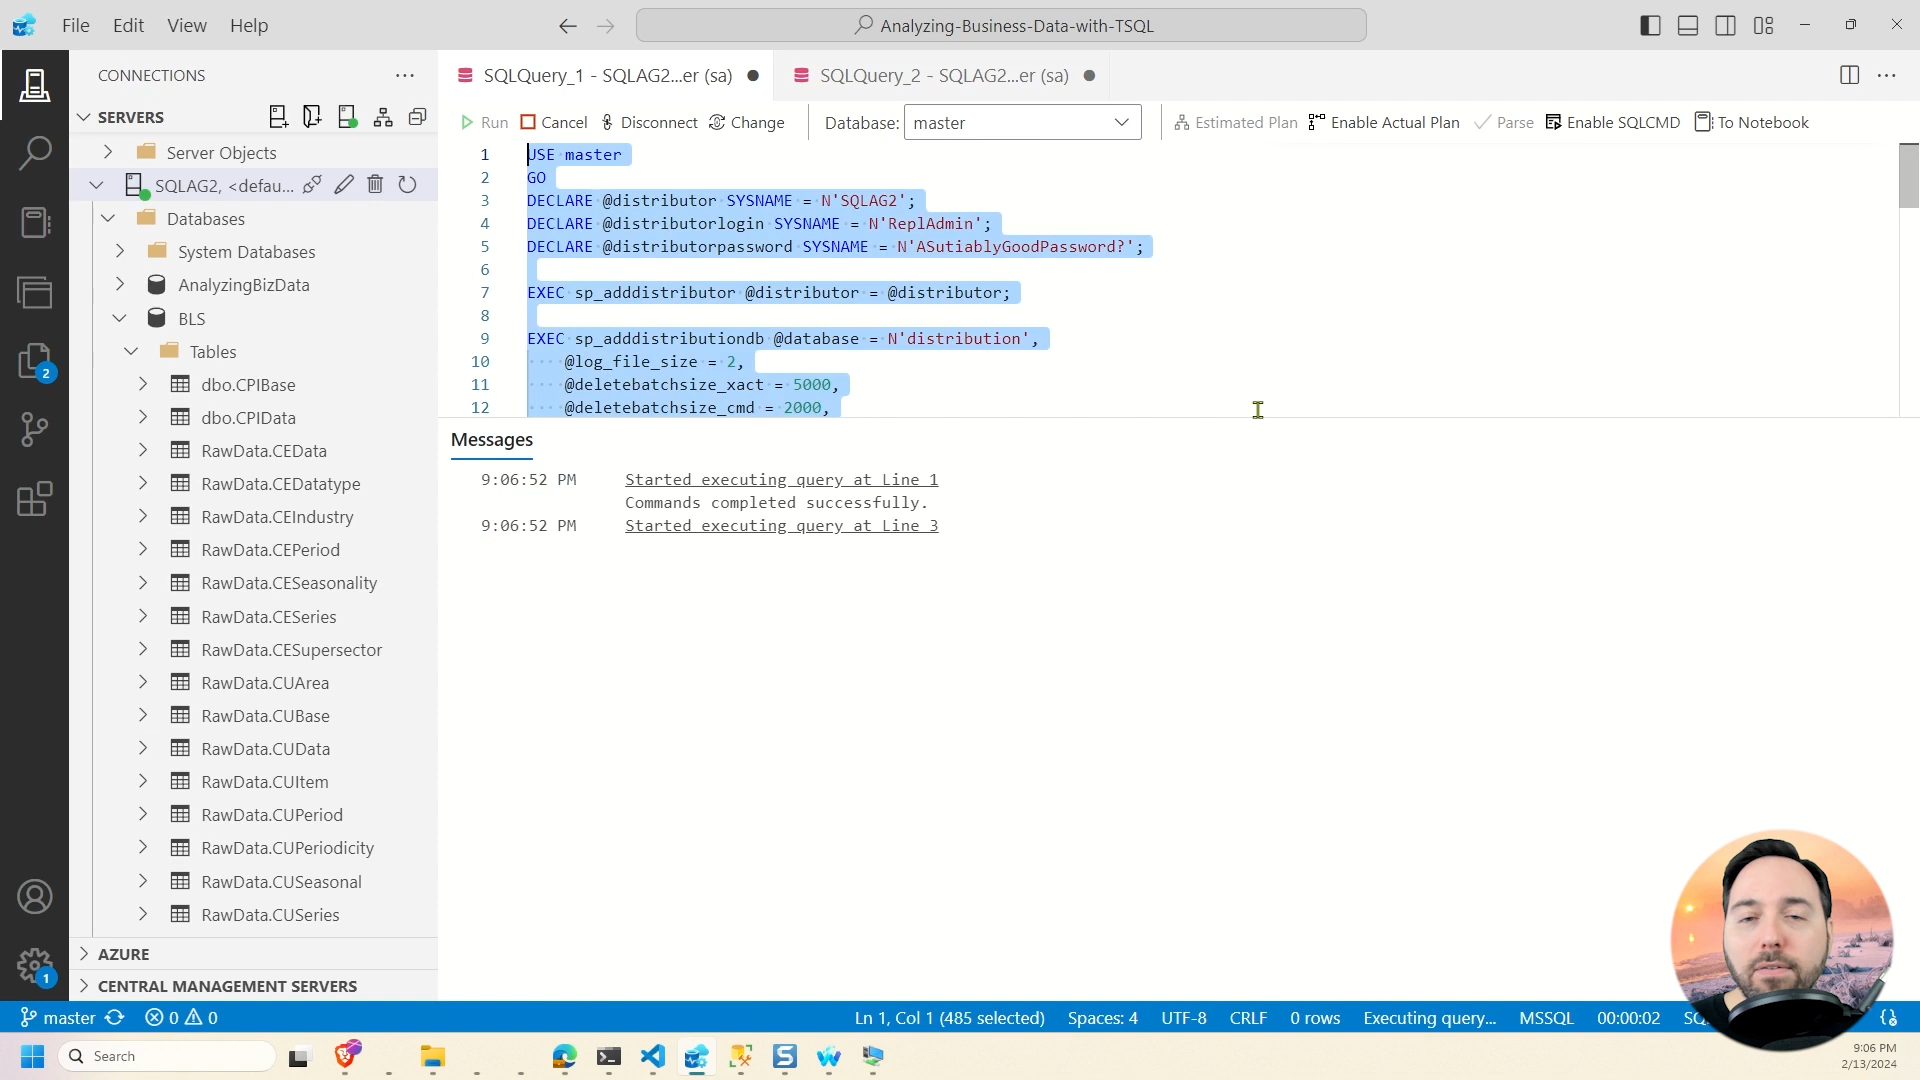 File Edit View Help
Analyzing-Business-Data-with-TSQL
CONNECTIONS
SQLQuery_1 - SQLAG2...er (sa)
SQLQuery_2 - SQLAG2...er (sa)
SERVERS
Run Cancel Disconnect Change Database: master Estimated Plan Enable Actual Plan Parse Enable SQLCMD To Notebook
Server Objects
SQLAG2, <defau...
Databases
System Databases
AnalyzingBizData
BLS
Tables
dbo.CPIBase
dbo.CPIData
RawData.CEData
RawData.CEDatatype
RawData.CEIndustry
RawData.CEPeriod
RawData.CESeasonality
RawData.CESeries
RawData.CESupersector
RawData.CUArea
RawData.CUBase
RawData.CUData
RawData.CUItem
RawData.CUPeriod
RawData.CUPeriodicity
RawData.CUSeasonal
RawData.CUSeries
AZURE
CENTRAL MANAGEMENT SERVERS
2
1
1 USE master
2 GO
3 DECLARE @distributor SYSNAME = N'SQLAG2';
4 DECLARE @distributorlogin SYSNAME = N'ReplAdmin';
5 DECLARE @distributorpassword SYSNAME = N'ASutiablyGoodPassword?';
6
7 EXEC sp_adddistributor @distributor = @distributor;
8
9 EXEC sp_adddistributiondb @database = N'distribution',
10 @log_file_size = 2,
11 @deletebatchsize_xact = 5000,
12 @deletebatchsize_cmd = 2000,
Messages
9:06:52 PM Started executing query at Line 1
Commands completed successfully.
9:06:52 PM Started executing query at Line 3
master 0 0 Ln 1, Col 1 (485 selected) Spaces: 4 UTF-8 CRLF 0 rows Executing query... MSSQL 00:00:02
Search
9:06 PM
2/13/2024